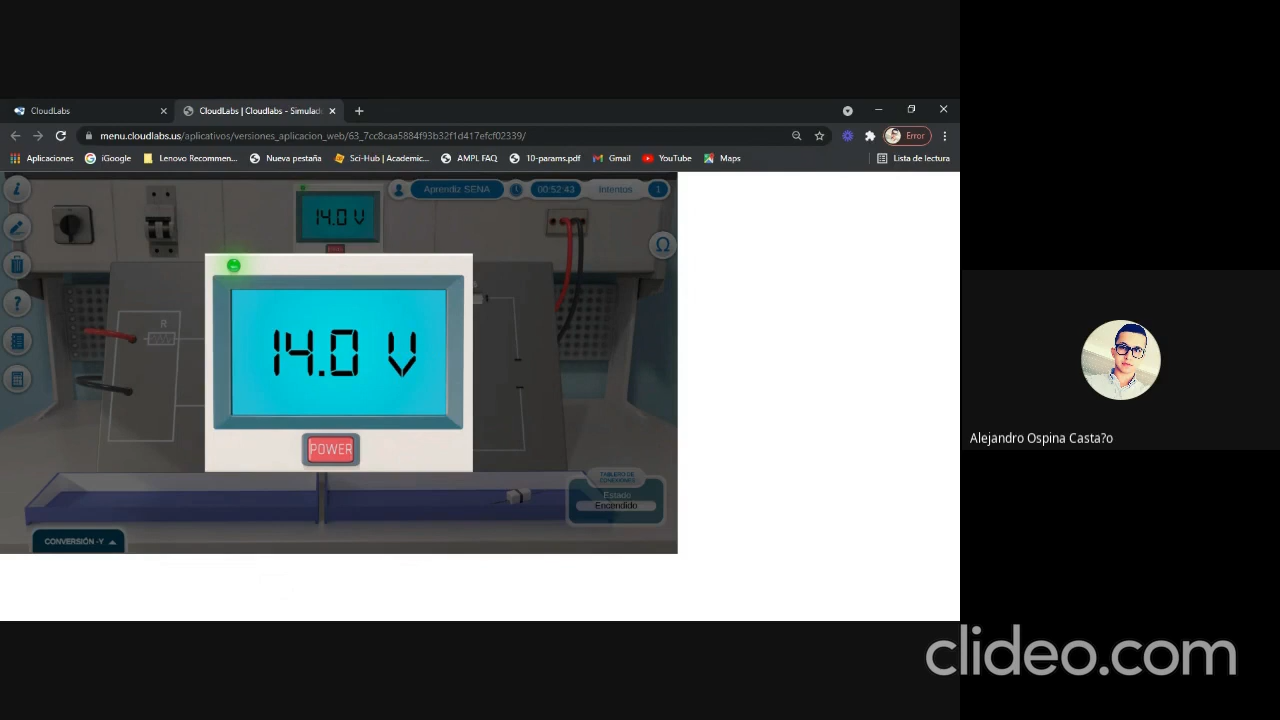 CloudLabs
CloudLabs | Cloudlabs - Simulad
menu.cloudlabs.us/aplicativos/versiones_aplicacion_web/63_7cc8caa5884f93b32f1d417efcf02339/
Error
Aplicaciones
iGoogle
Lenovo Recommen...
Nueva pestaña
Sci-Hub | Academic...
AMPL FAQ
10-params.pdf
Gmail
YouTube
Maps
Lista de lectura
14.0 V
Aprendiz SENA
00:52:43
Intentos
1
Ω
R
14.0 V
POWER
TABLERO DE
CONEXIONES
Estado
Encendido
CONVERSIÓN -Y
Alejandro Ospina Casta?o
clideo.com